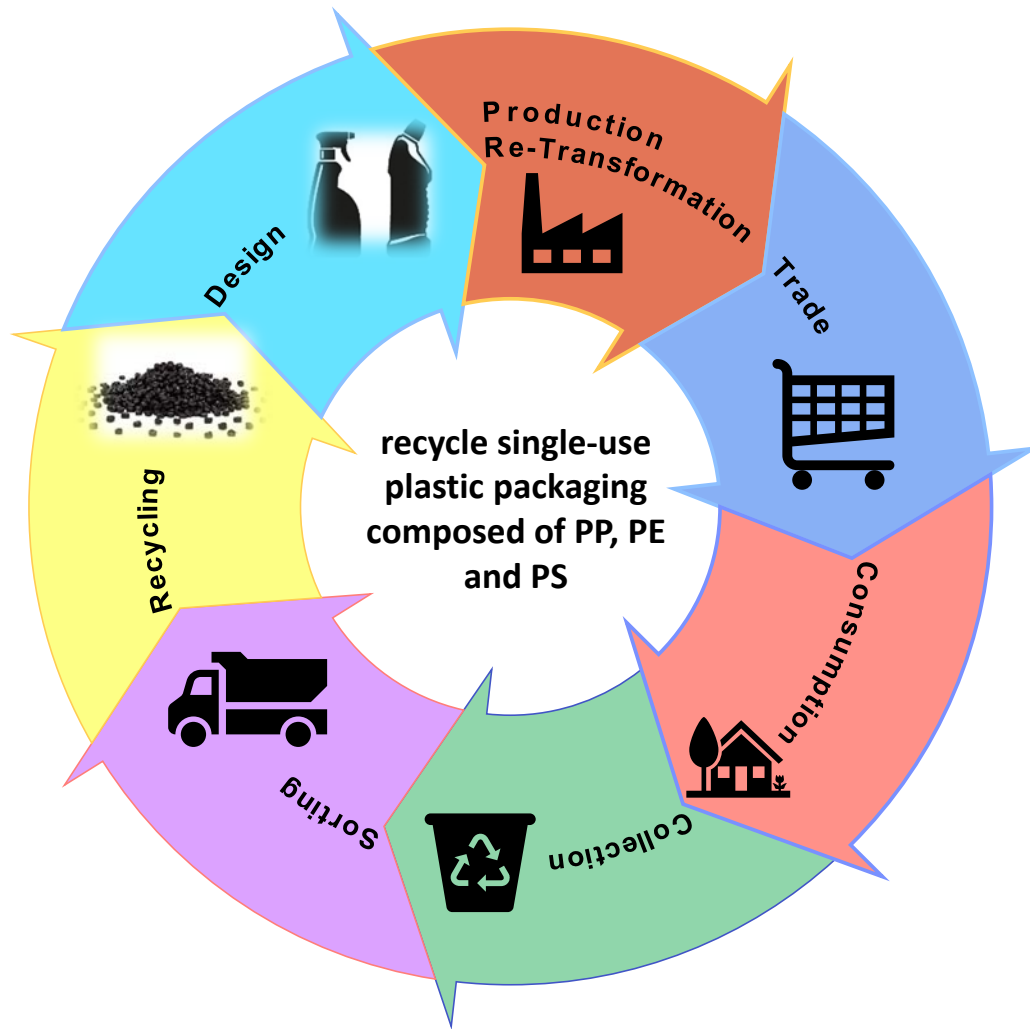 Production
Re-Transformation
Trade
Consumption
Collection
Sorting
Recycling
Design
recycle single-use
plastic packaging
composed of PP, PE
and PS